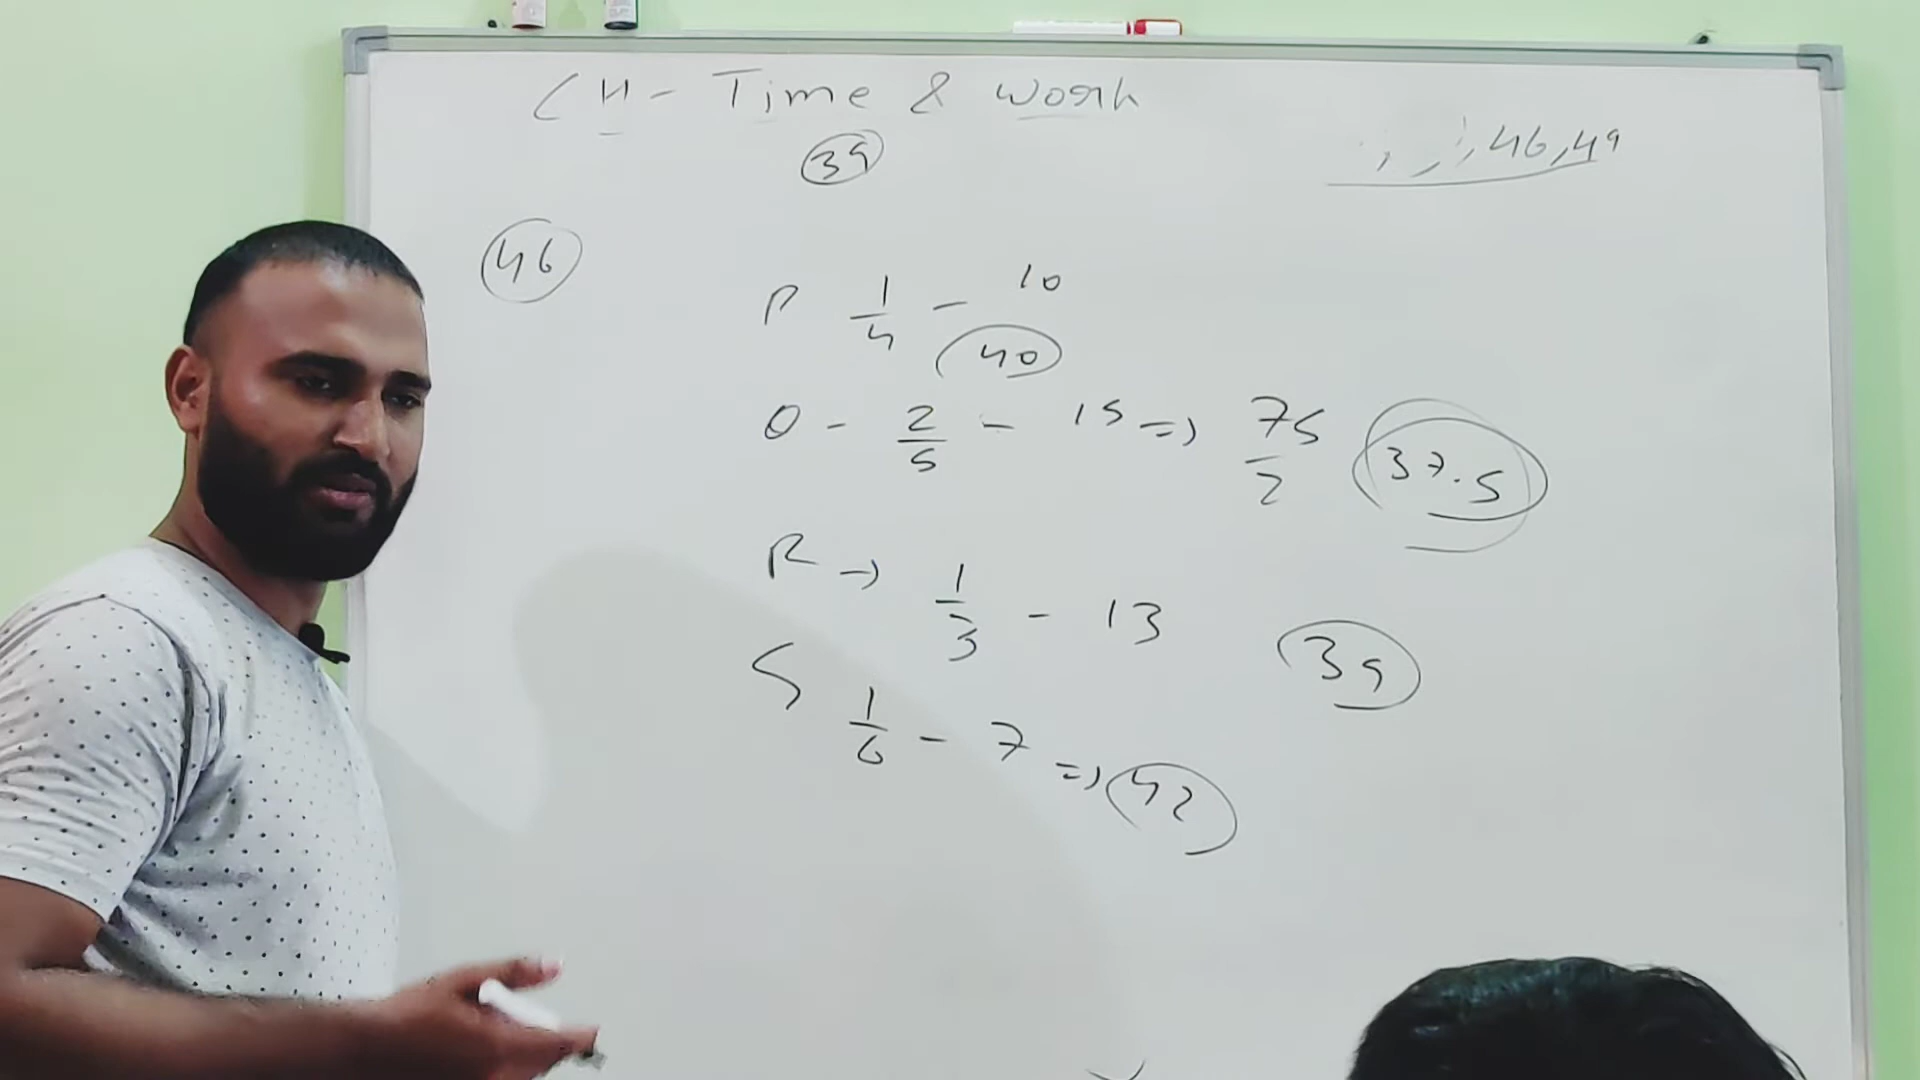 CH - Time & Work
39
46, 49
46
P 1/4 - 10
40
Q - 2/5 - 15 => 75/2 37.5
R -> 1/3 - 13 39
S 1/6 - 7 => 42